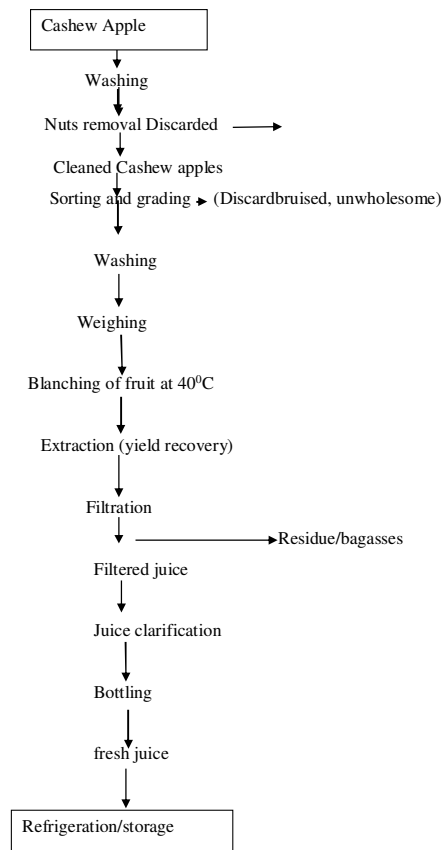 Cashew Apple
Washing
Nuts removal Discarded
Cleaned Cashew apples
Sorting and grading (Discardbruised, unwholesome)
Washing
Weighing
Blanching of fruit at 40⁰C
Extraction (yield recovery)
Filtration
Residue/bagasses
Filtered juice
Juice clarification
Bottling
fresh juice
Refrigeration/storage